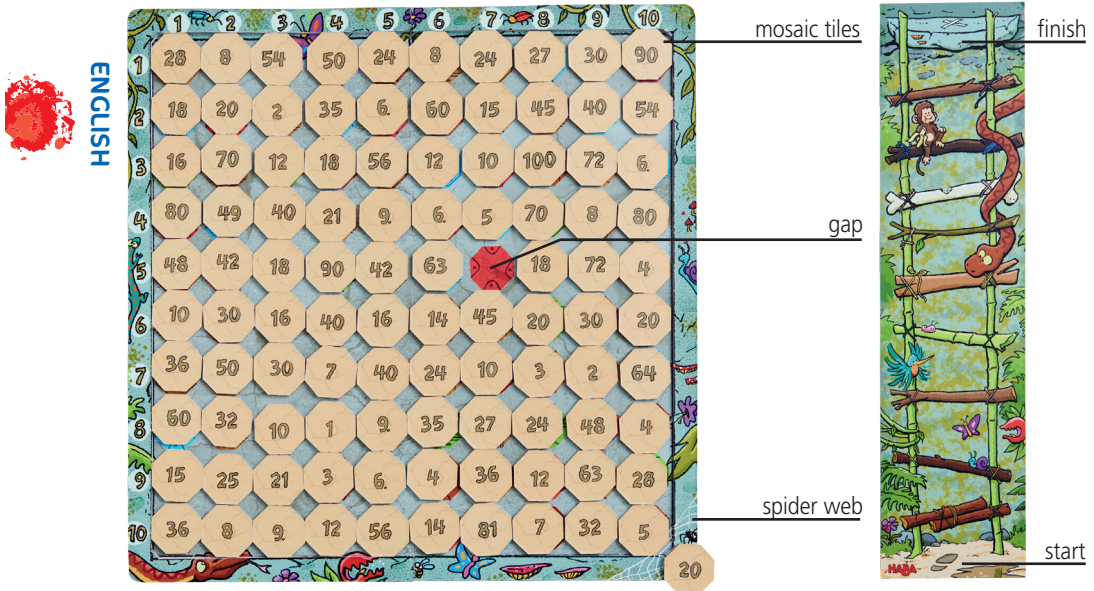 ENGLISH
1 2 3 4 5 6 7 8 9 10
1 28 8 54 50 24 8 24 27 30 90
2 18 20 2 35 6. 60 15 45 40 54
3 16 70 12 18 56 12 10 100 72 6.
4 80 49 40 21 9. 6. 5 70 8 80
5 48 42 18 90 42 63 18 72 4
6 10 30 16 40 16 14 45 20 30 20
7 36 50 30 7 40 24 10 3 2 64
8 60 32 10 1 9. 35 27 24 48 4
9 15 25 21 3 6. 4 36 12 63 28
10 36 8 9. 12 56 14 81 7 32 5
20
mosaic tiles
gap
spider web
finish
start
HABA